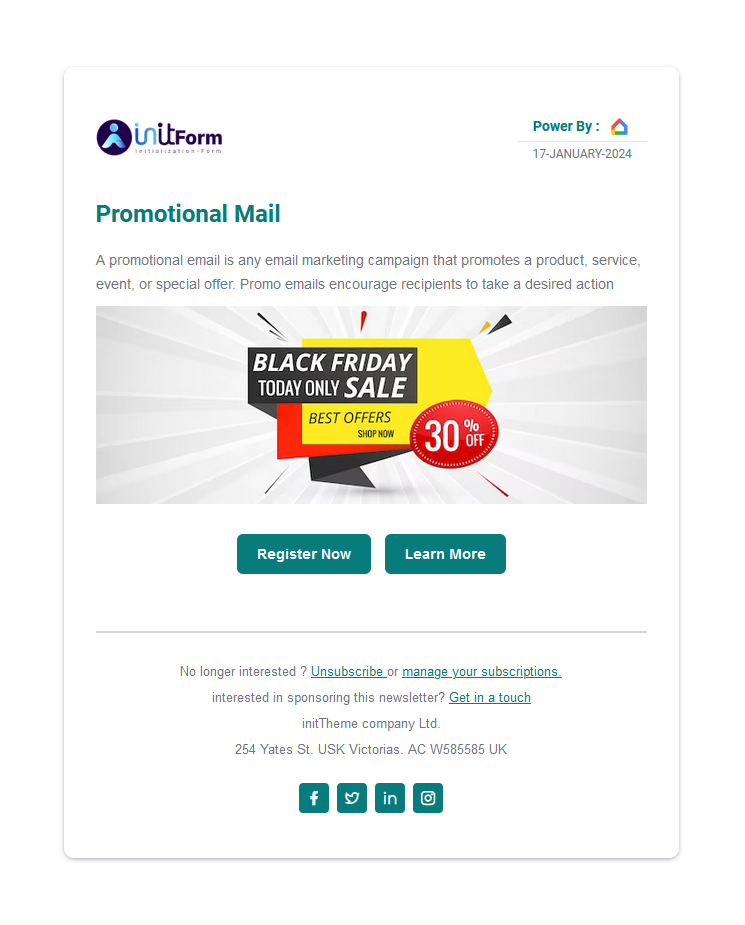 initForm
Initialization-Form
Power By :
17-JANUARY-2024
Promotional Mail
A promotional email is any email marketing campaign that promotes a product, service,
event, or special offer. Promo emails encourage recipients to take a desired action
BLACK FRIDAY
TODAY ONLY SALE
BEST OFFERS
SHOP NOW
30% OFF
Register Now
Learn More
No longer interested ? Unsubscribe or manage your subscriptions.
interested in sponsoring this newsletter? Get in a touch
initTheme company Ltd.
254 Yates St. USK Victorias. AC W585585 UK